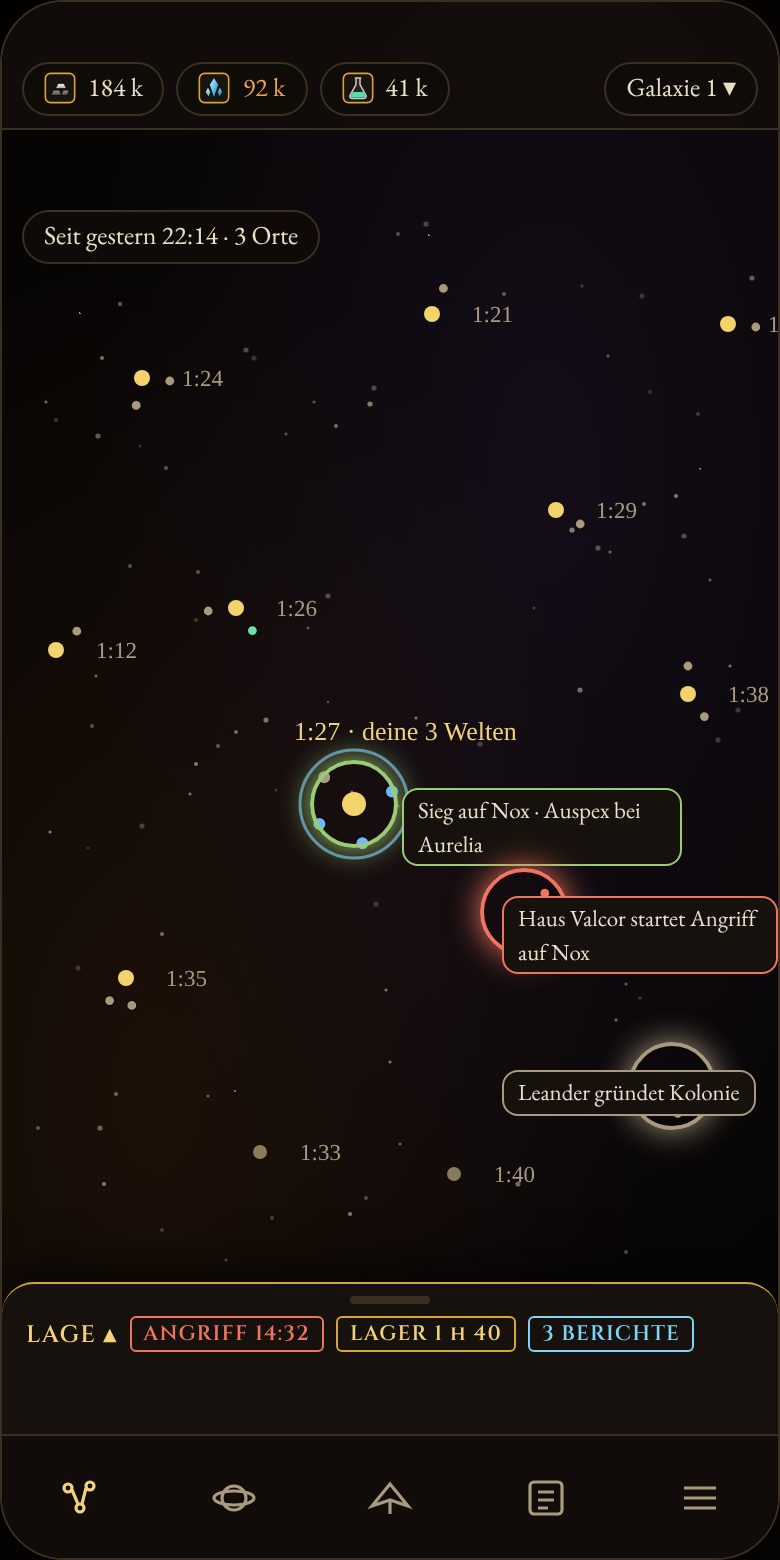 184 k
92 k
41 k
Galaxie 1 ▼
Seit gestern 22:14 · 3 Orte
1:21
1
1:24
1:29
1:26
1:12
1:38
1:27 · deine 3 Welten
Sieg auf Nox · Auspex bei
Aurelia
Haus Valcor startet Angriff
auf Nox
1:35
Leander gründet Kolonie
1:33
1:40
LAGE ▲
ANGRIFF 14:32
LAGER 1 H 40
3 BERICHTE